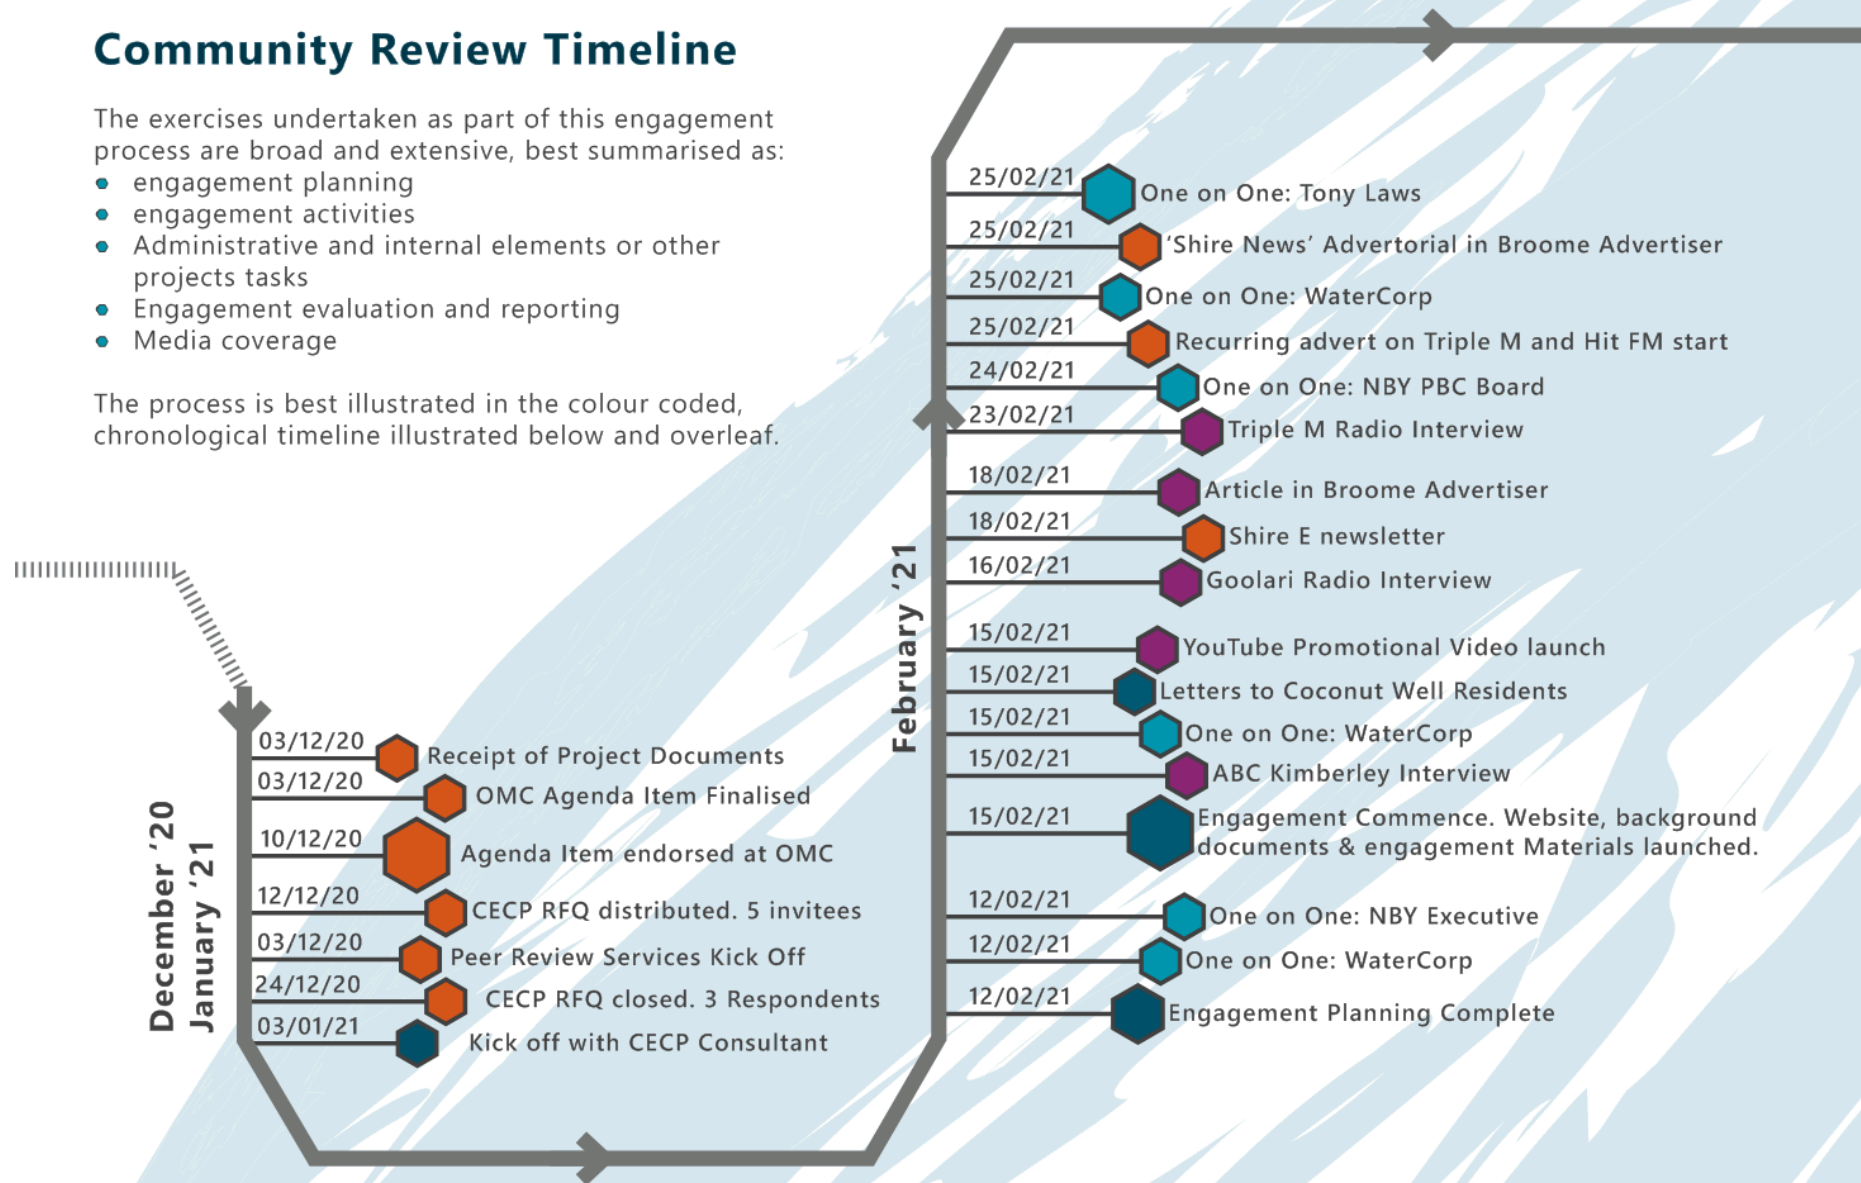 Community Review Timeline
The exercises undertaken as part of this engagement
process are broad and extensive, best summarised as:
engagement planning
engagement activities
Administrative and internal elements or other
projects tasks
Engagement evaluation and reporting
Media coverage
The process is best illustrated in the colour coded,
chronological timeline illustrated below and overleaf.
December '20
January '21
03/12/20 Receipt of Project Documents
03/12/20 OMC Agenda Item Finalised
10/12/20 Agenda Item endorsed at OMC
12/12/20 CECP RFQ distributed. 5 invitees
03/12/20 Peer Review Services Kick Off
24/12/20 CECP RFQ closed. 3 Respondents
03/01/21 Kick off with CECP Consultant
February '21
25/02/21 One on One: Tony Laws
25/02/21 'Shire News' Advertorial in Broome Advertiser
25/02/21 One on One: WaterCorp
25/02/21 Recurring advert on Triple M and Hit FM start
24/02/21 One on One: NBY PBC Board
23/02/21 Triple M Radio Interview
18/02/21 Article in Broome Advertiser
18/02/21 Shire E newsletter
16/02/21 Goolari Radio Interview
15/02/21 YouTube Promotional Video launch
15/02/21 Letters to Coconut Well Residents
15/02/21 One on One: WaterCorp
15/02/21 ABC Kimberley Interview
15/02/21 Engagement Commence. Website, background
documents & engagement Materials launched.
12/02/21 One on One: NBY Executive
12/02/21 One on One: WaterCorp
12/02/21 Engagement Planning Complete